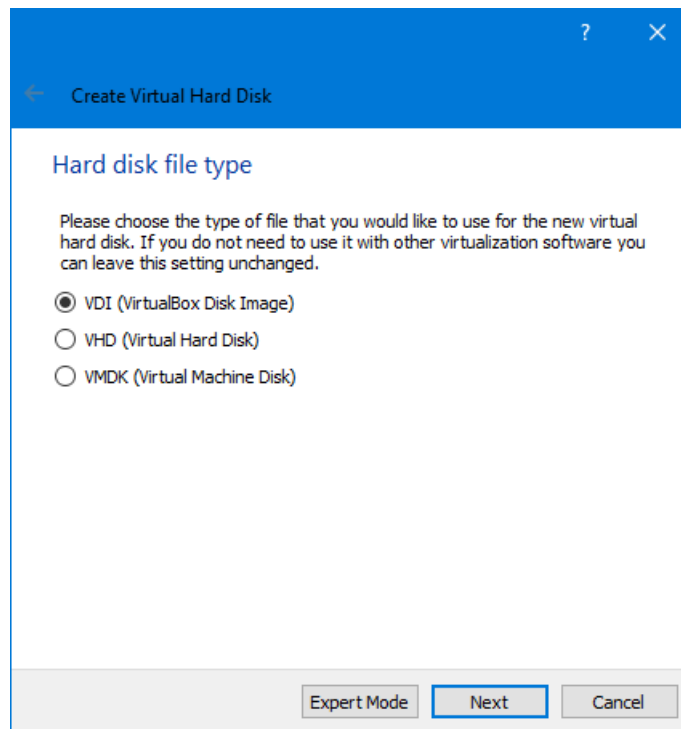 ?
Create Virtual Hard Disk
Hard disk file type
Please choose the type of file that you would like to use for the new virtual
hard disk. If you do not need to use it with other virtualization software you
can leave this setting unchanged.
VDI (VirtualBox Disk Image)
VHD (Virtual Hard Disk)
VMDK (Virtual Machine Disk)
Expert Mode Next Cancel